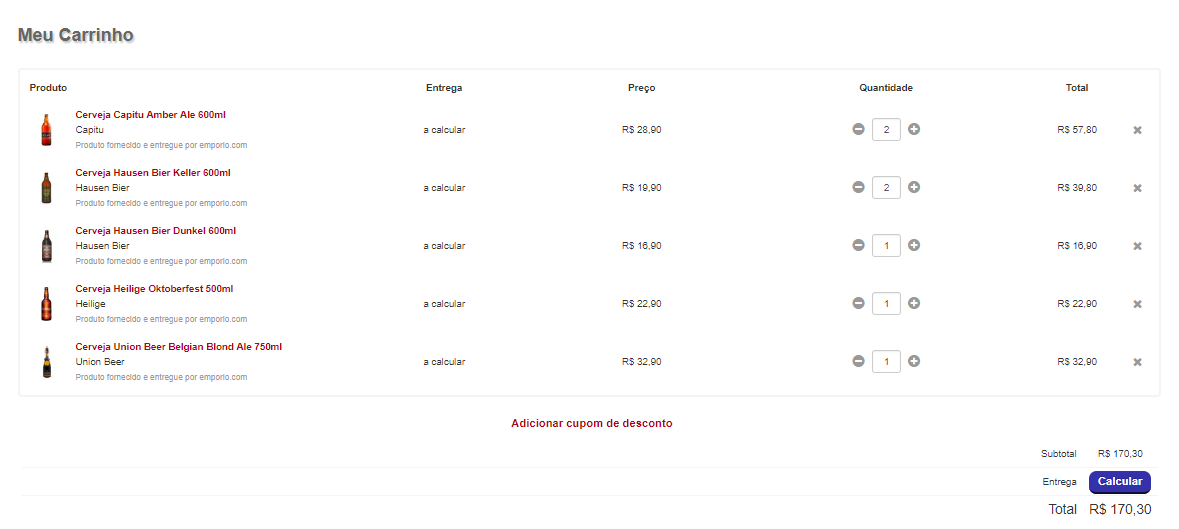 Meu Carrinho
Produto Entrega Preço Quantidade Total
Cerveja Capitu Amber Ale 600ml
Capitu a calcular R$ 28,90 2 R$ 57,80
Produto fornecido e entregue por emporio.com
Cerveja Hausen Bier Keller 600ml
Hausen Bier a calcular R$ 19,90 2 R$ 39,80
Produto fornecido e entregue por emporio.com
Cerveja Hausen Bier Dunkel 600ml
Hausen Bier a calcular R$ 16,90 1 R$ 16,90
Produto fornecido e entregue por emporio.com
Cerveja Heilige Oktoberfest 500ml
Heilige a calcular R$ 22,90 1 R$ 22,90
Produto fornecido e entregue por emporio.com
Cerveja Union Beer Belgian Blond Ale 750ml
Union Beer a calcular R$ 32,90 1 R$ 32,90
Produto fornecido e entregue por emporio.com
Adicionar cupom de desconto
Subtotal R$ 170,30
Entrega Calcular
Total R$ 170,30